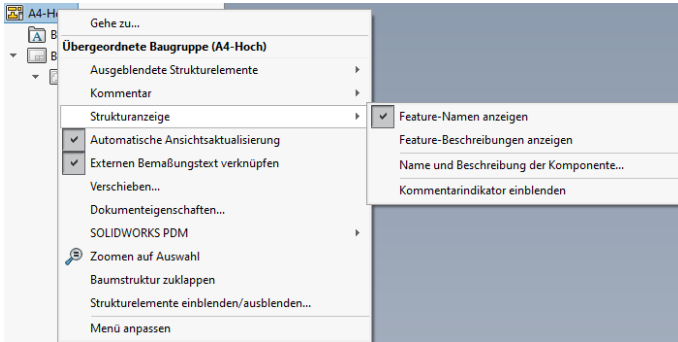 A4-H
Gehe zu...
A B
Übergeordnete Baugruppe (A4-Hoch)
B
Ausgeblendete Strukturelemente
Kommentar
Strukturanzeige
Feature-Namen anzeigen
Automatische Ansichtsaktualisierung
Feature-Beschreibungen anzeigen
Externen Bemaßungstext verknüpfen
Name und Beschreibung der Komponente...
Verschieben...
Kommentarindikator einblenden
Dokumenteigenschaften...
SOLIDWORKS PDM
Zoomen auf Auswahl
Baumstruktur zuklappen
Strukturelemente einblenden/ausblenden...
Menü anpassen